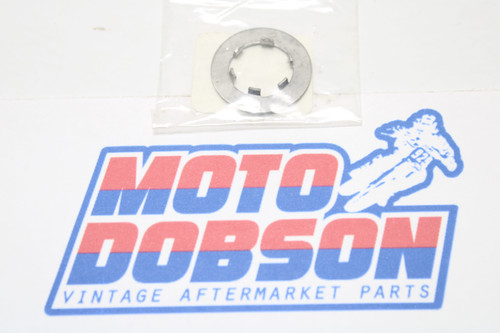 MOTO
DOBSON
VINTAGE AFTERMARKET PARTS